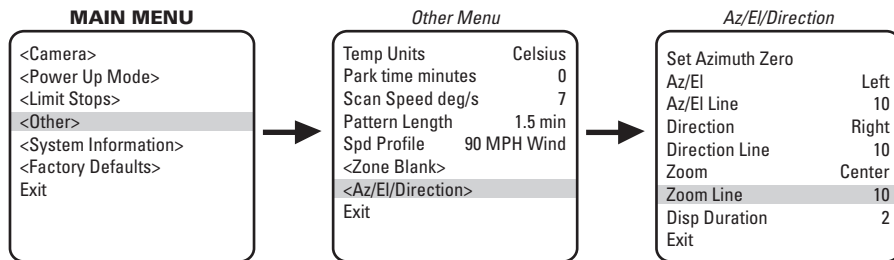 MAIN MENU
<Camera>
<Power Up Mode>
<Limit Stops>
<Other>
<System Information>
<Factory Defaults>
Exit
Other Menu
Temp Units Celsius
Park time minutes 0
Scan Speed deg/s 7
Pattern Length 1.5 min
Spd Profile 90 MPH Wind
<Zone Blank>
<Az/El/Direction>
Exit
Az/El/Direction
Set Azimuth Zero
Az/El Left
Az/El Line 10
Direction Right
Direction Line 10
Zoom Center
Zoom Line 10
Disp Duration 2
Exit